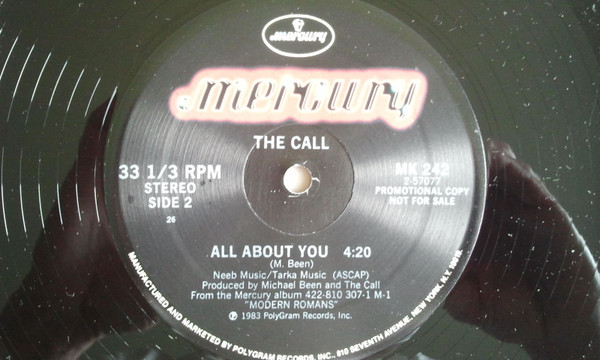 mercury
mercury
THE CALL
33 1/3 RPM
STEREO
SIDE 2
26
MK 242
2-57077
PROMOTIONAL COPY
NOT FOR SALE
ALL ABOUT YOU 4:20
(M. Been)
Neeb Music/Tarka Music (ASCAP)
Produced by Michael Been and The Call
From the Mercury album 422-810 307-1 M-1
"MODERN ROMANS"
℗ 1983 PolyGram Records, Inc.
MANUFACTURED AND MARKETED BY POLYGRAM RECORDS, INC., 810 SEVENTH AVENUE, NEW YORK, N.Y. 10019